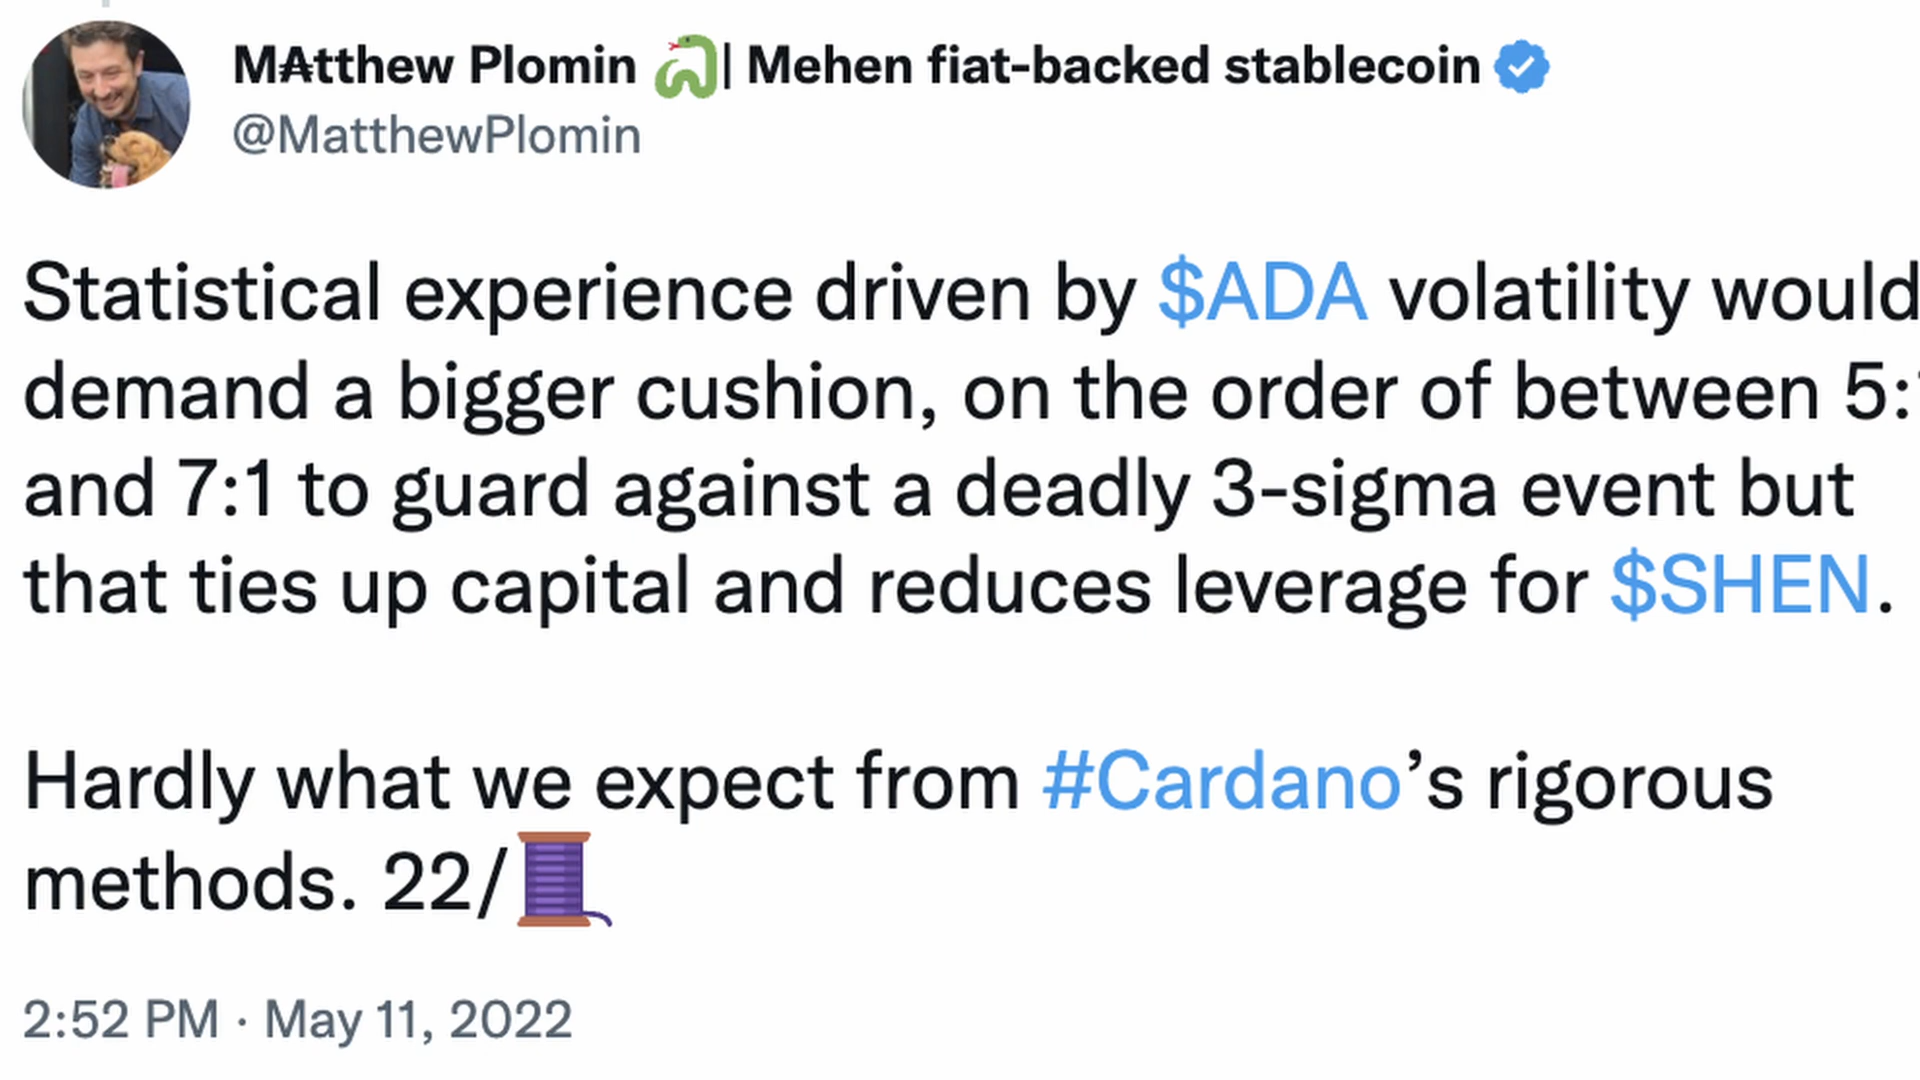 M₳tthew Plomin 🐍| Mehen fiat-backed stablecoin
@MatthewPlomin
Statistical experience driven by $ADA volatility would
demand a bigger cushion, on the order of between 5:1
and 7:1 to guard against a deadly 3-sigma event but
that ties up capital and reduces leverage for $SHEN.
Hardly what we expect from #Cardano’s rigorous
methods. 22/🧵
2:52 PM · May 11, 2022